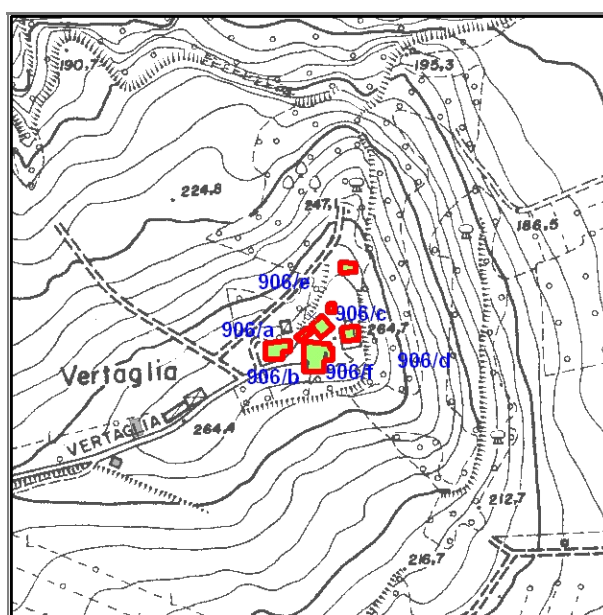 190,7
195,3
224,8
247,
186,5
906/e
906/c
906/a
264,7
906/d
Vertaglia
906/b
906/f
VERTAGLIA
264,4
212,7
216,7